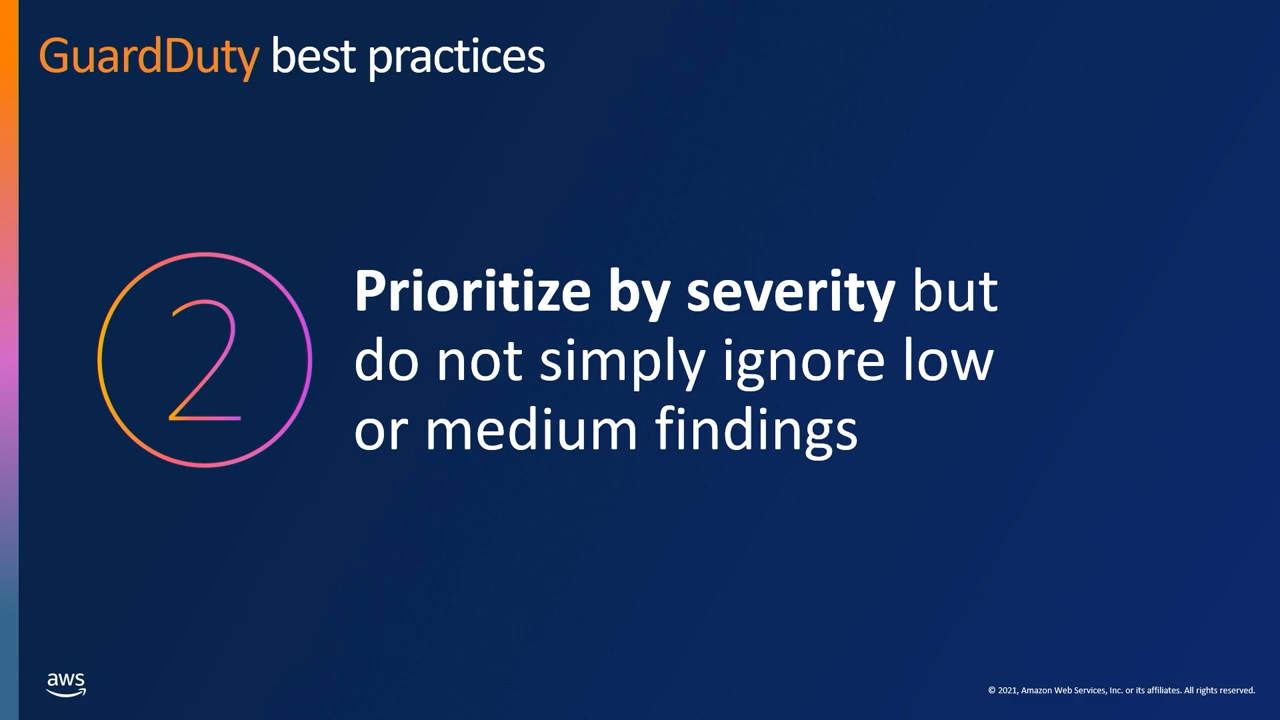 GuardDuty best practices
2
Prioritize by severity but
do not simply ignore low
or medium findings
aws
© 2021, Amazon Web Services, Inc. or its affiliates. All rights reserved.